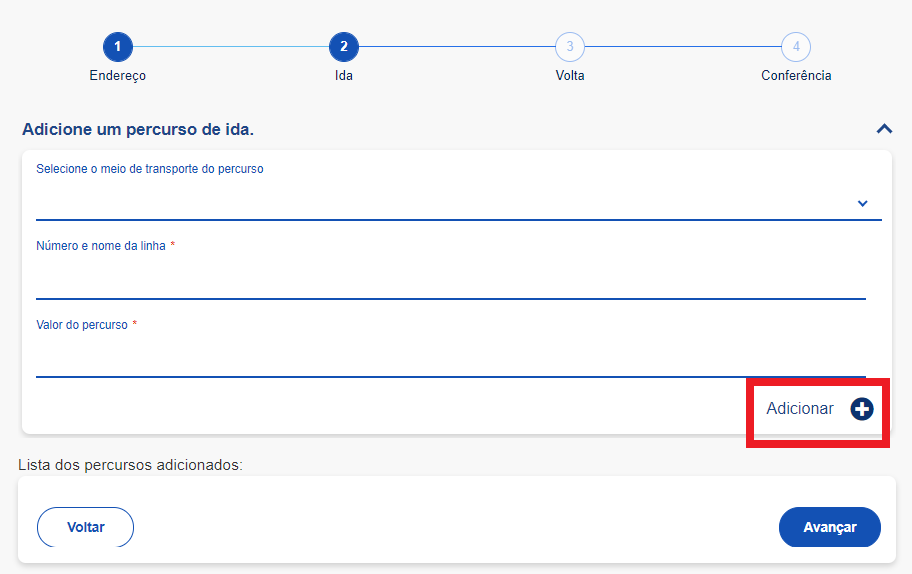 1 2 3 4
Endereço Ida Volta Conferência
Adicione um percurso de ida.
Selecione o meio de transporte do percurso
Número e nome da linha *
Valor do percurso *
Adicionar
Lista dos percursos adicionados:
Voltar Avançar